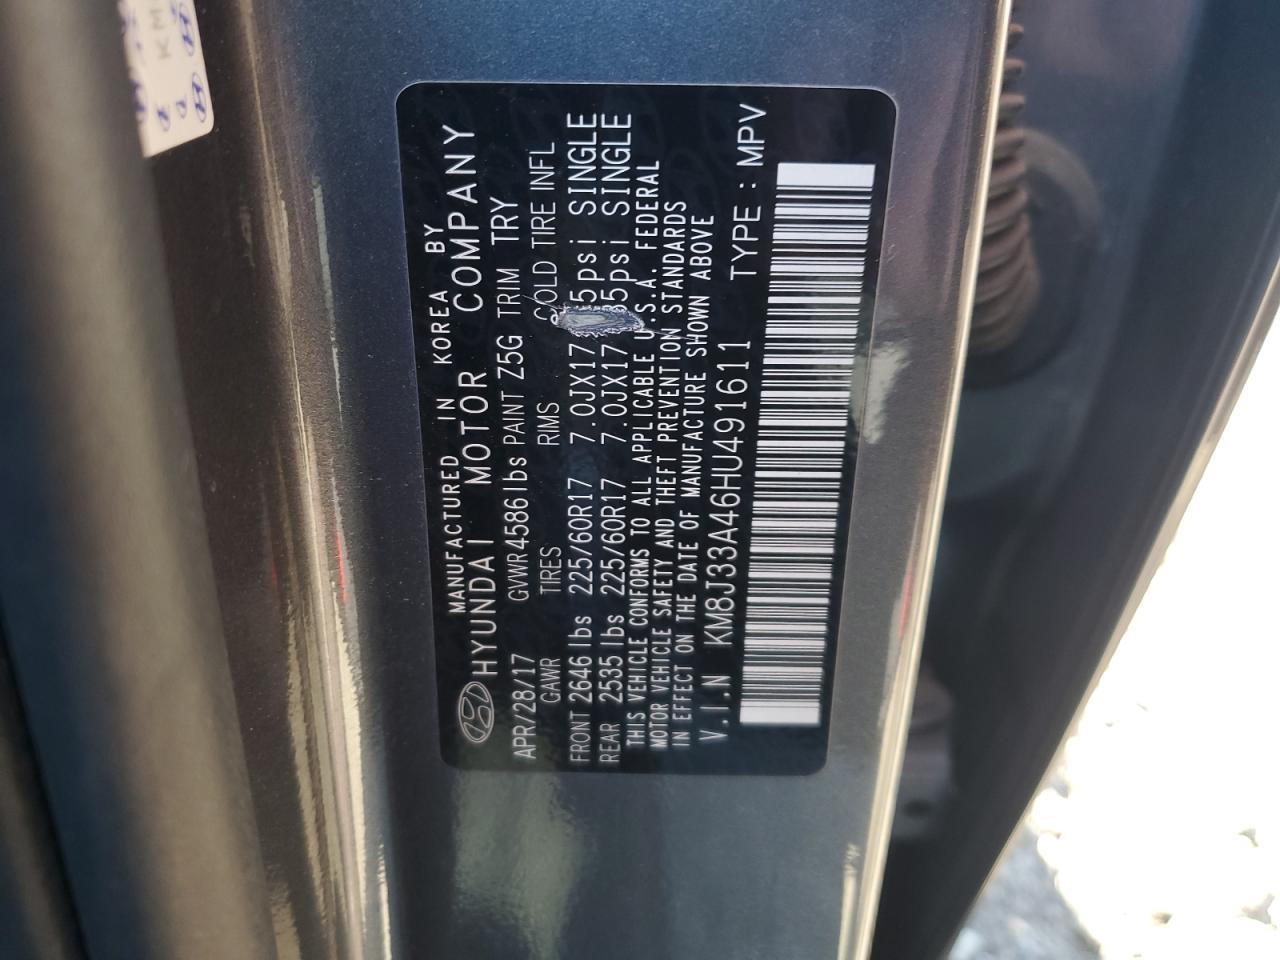 MANUFACTURED IN KOREA BY
HYUNDAI MOTOR COMPANY
APR/28/17 GVWR 4586 lbs PAINT Z5G TRIM TRY
GAWR TIRES RIMS COLD TIRE INFL
FRONT 2646 lbs 225/60R17 7.0JX17 5psi SINGLE
REAR 2535 lbs 225/60R17 7.0JX17 5psi SINGLE
THIS VEHICLE CONFORMS TO ALL APPLICABLE U.S.A. FEDERAL
MOTOR VEHICLE SAFETY AND THEFT PREVENTION STANDARDS
IN EFFECT ON THE DATE OF MANUFACTURE SHOWN ABOVE
V.I.N KM8J33A46HU491611 TYPE : MPV